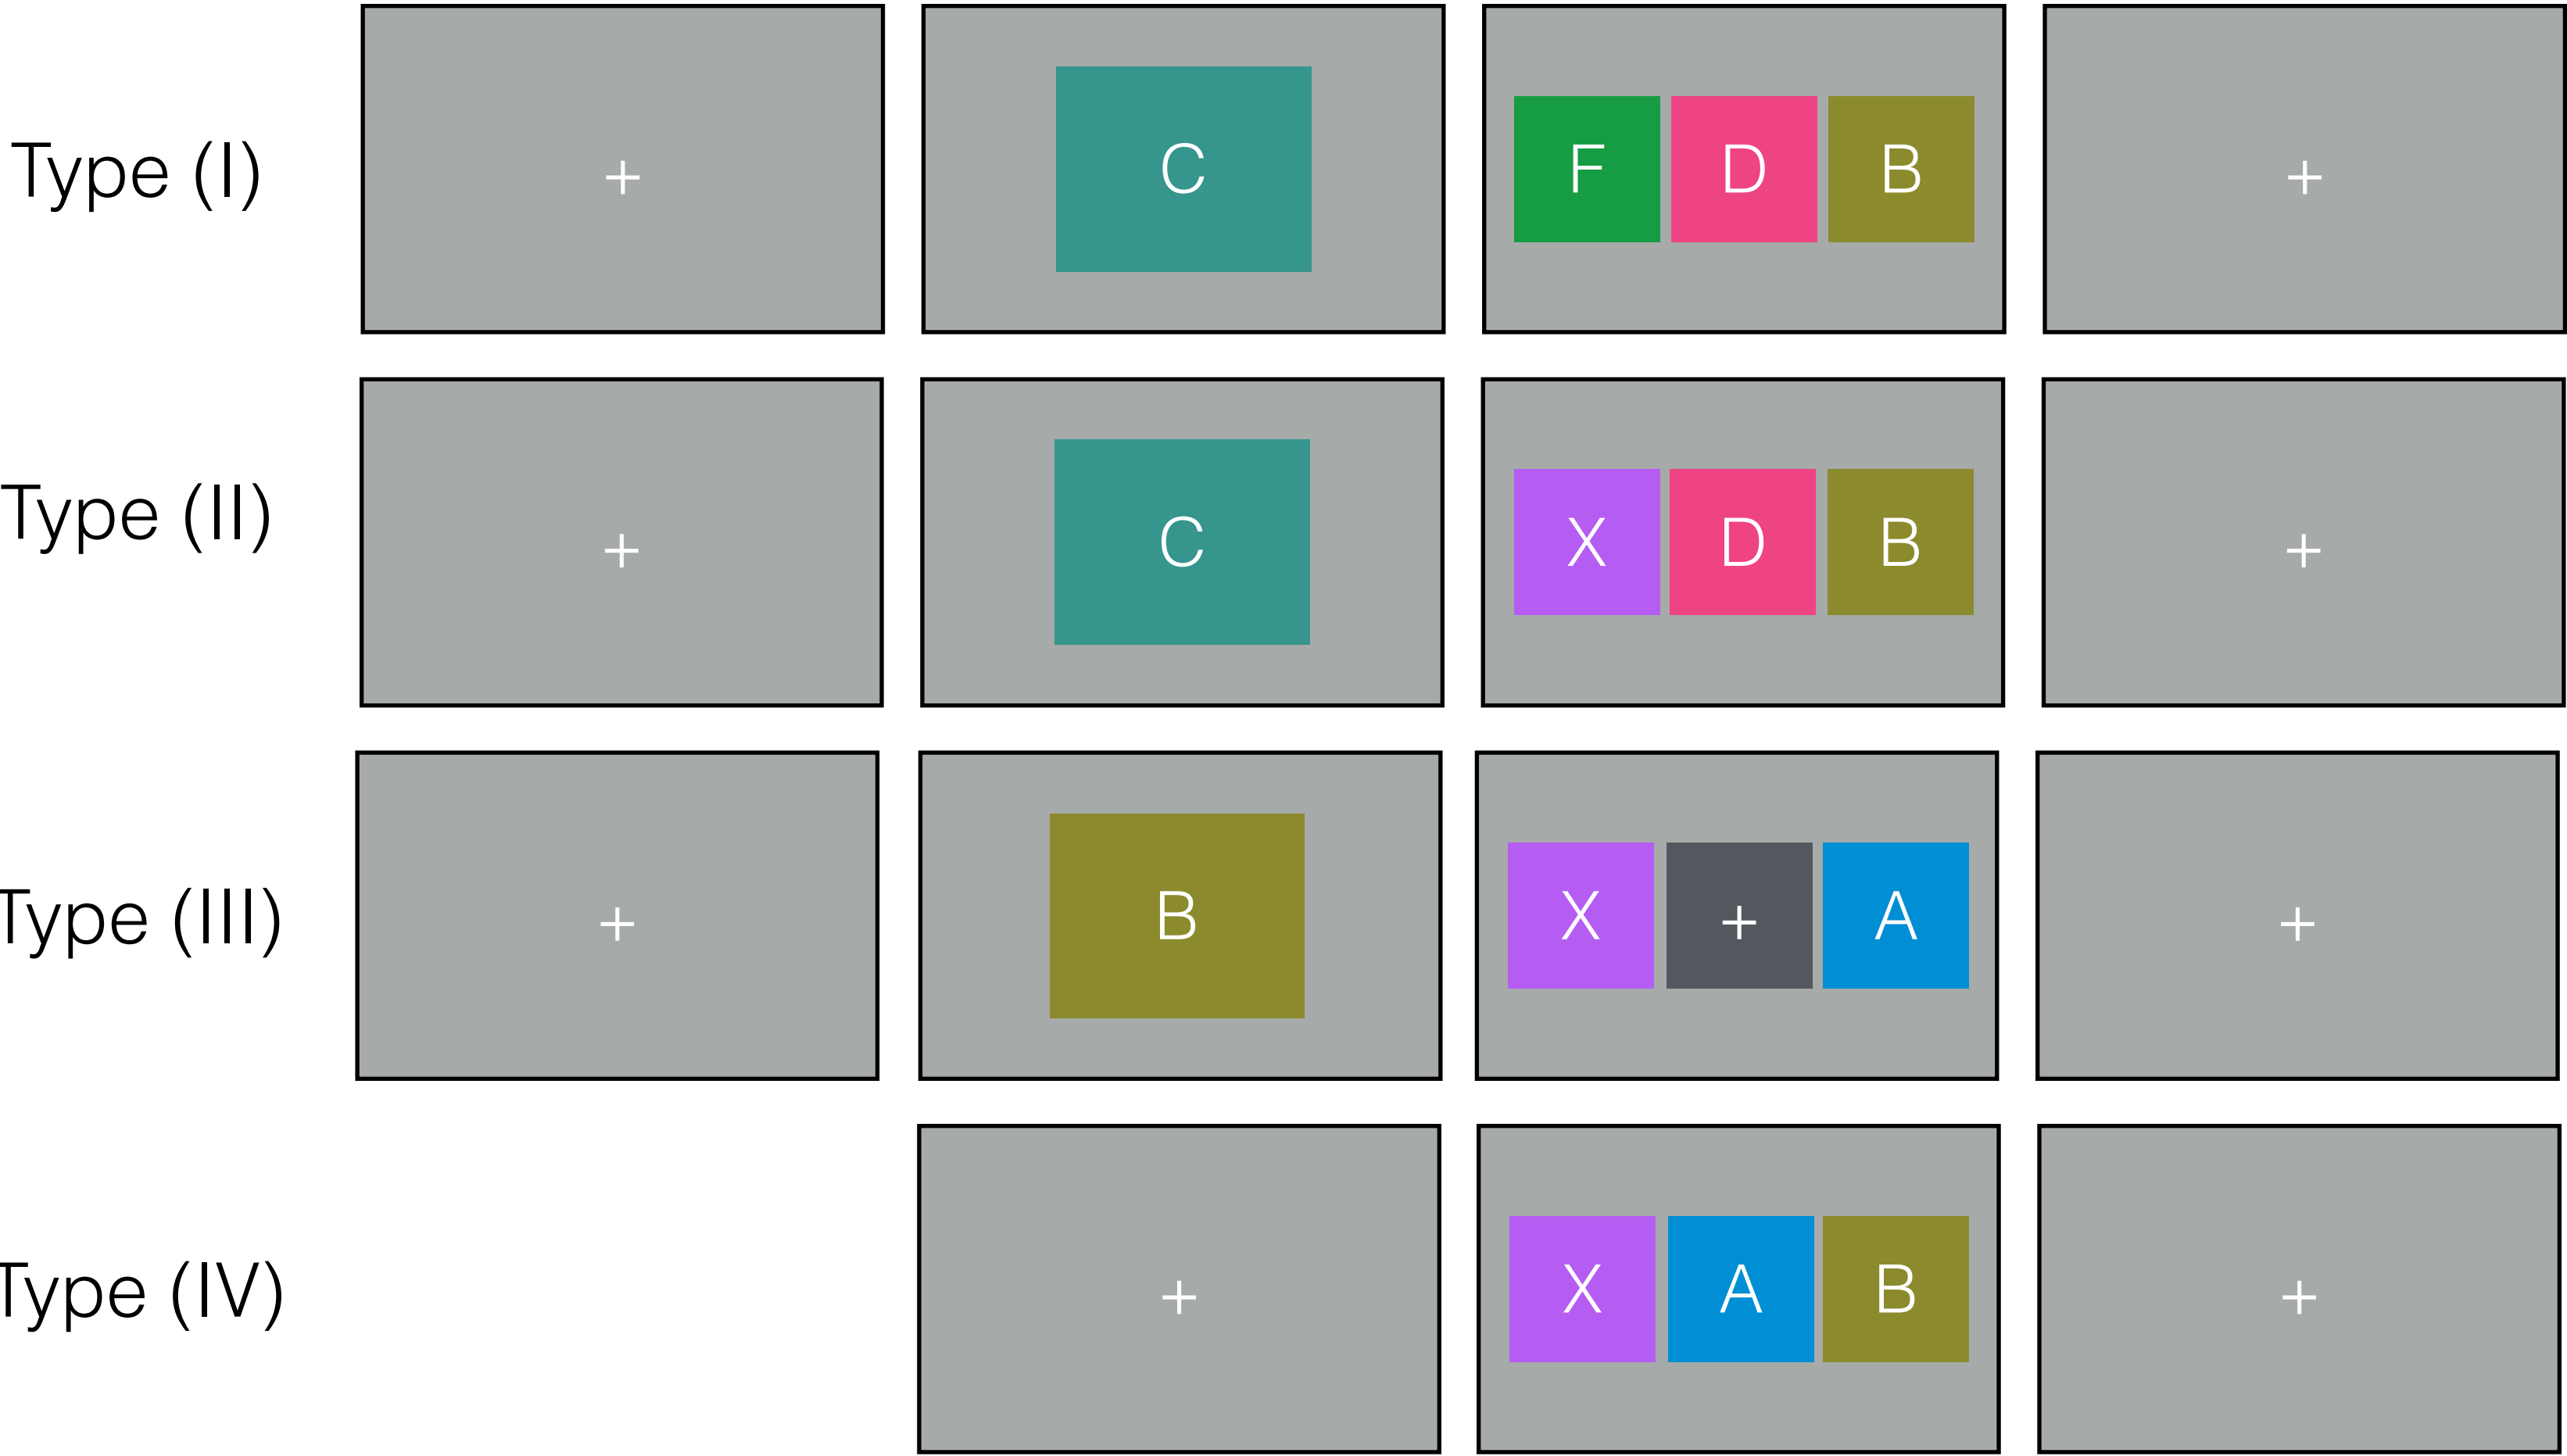 Type (I) + C F D B +
Type (II) + C X D B +
Type (III) + B X + A +
Type (IV) + X A B +